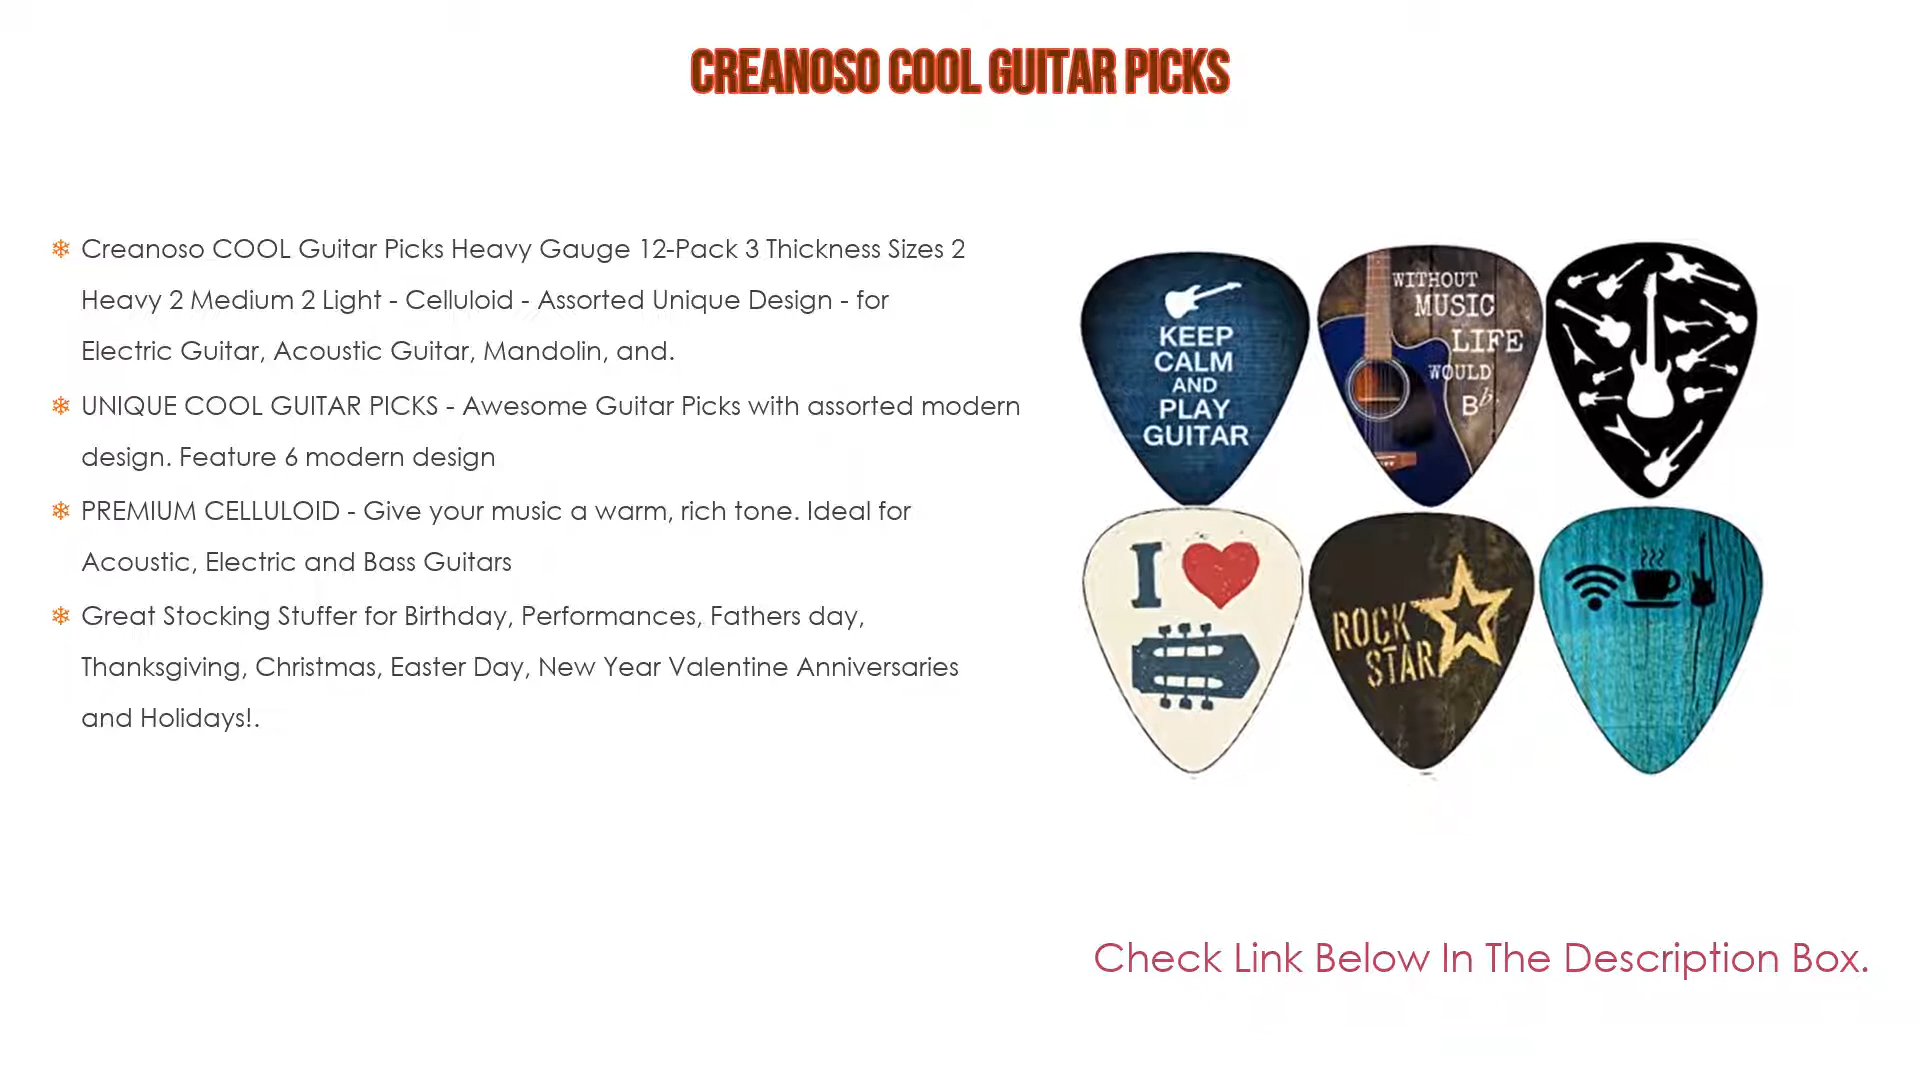 CREANOSO COOL GUITAR PICKS
Creanoso COOL Guitar Picks Heavy Gauge 12-Pack 3 Thickness Sizes 2
Heavy 2 Medium 2 Light - Celluloid - Assorted Unique Design - for
Electric Guitar, Acoustic Guitar, Mandolin, and.
UNIQUE COOL GUITAR PICKS - Awesome Guitar Picks with assorted modern
design. Feature 6 modern design
PREMIUM CELLULOID - Give your music a warm, rich tone. Ideal for
Acoustic, Electric and Bass Guitars
Great Stocking Stuffer for Birthday, Performances, Fathers day,
Thanksgiving, Christmas, Easter Day, New Year Valentine Anniversaries
and Holidays!.
KEEP
CALM
AND
PLAY
GUITAR
WITHOUT
MUSIC
LIFE
WOULD
Bb.
I
ROCK
STAR
Check Link Below In The Description Box.